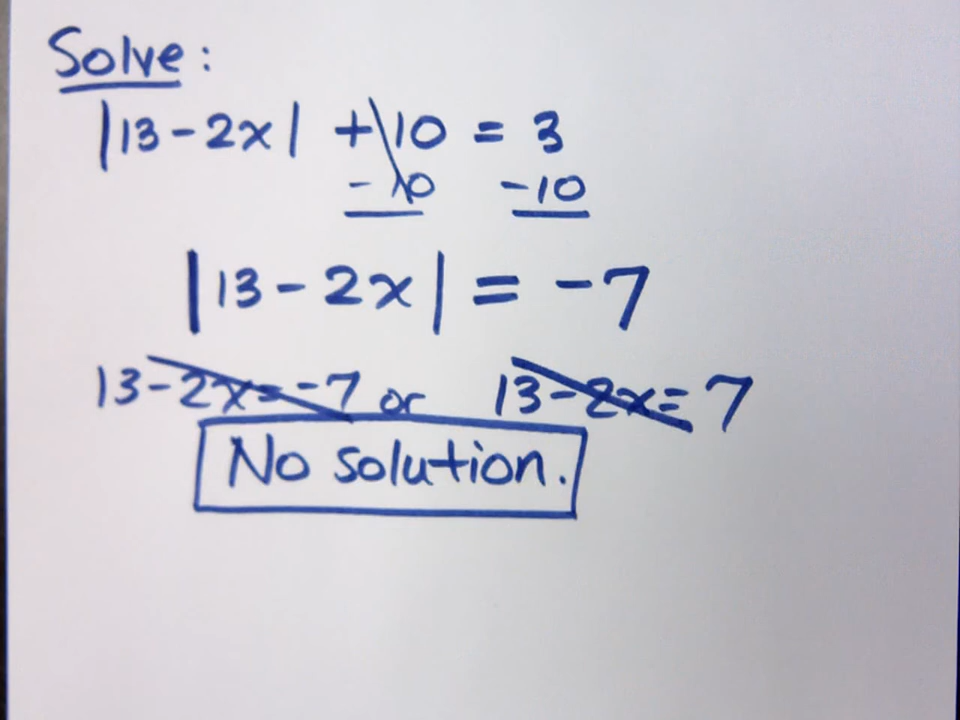 Solve:
|13-2x| +10 = 3
-10 -10
|13-2x| = -7
13-2x=-7 or 13-2x=7
No solution.